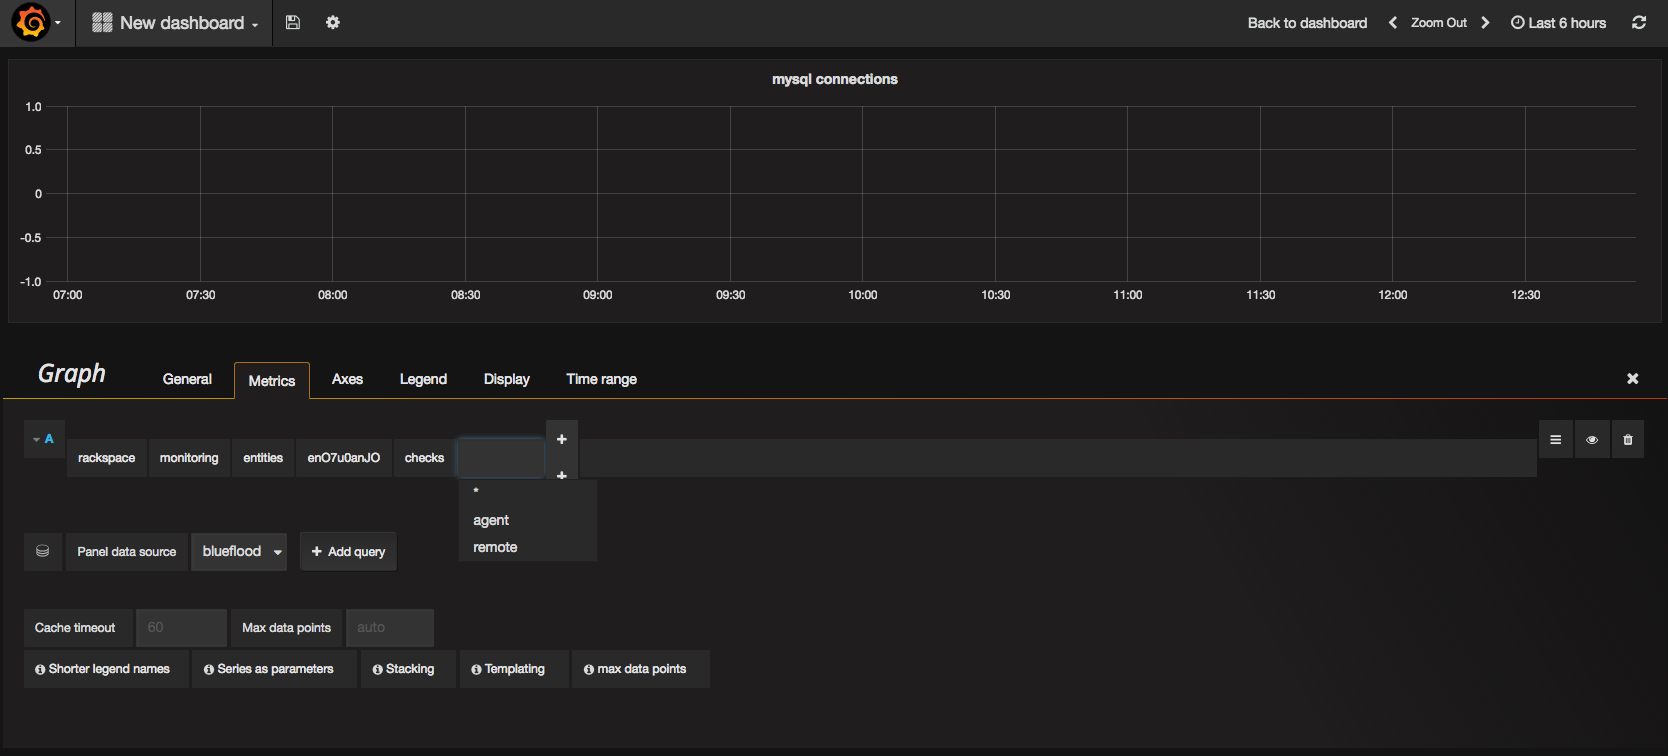 New dashboard
Back to dashboard Zoom Out Last 6 hours
mysql connections
1.0
0.5
0
-0.5
-1.0
07:00 07:30 08:00 08:30 09:00 09:30 10:00 10:30 11:00 11:30 12:00 12:30
Graph General Metrics Axes Legend Display Time range
A
rackspace monitoring entities enO7u0anJO checks
*
agent
remote
Panel data source blueflood Add query
Cache timeout 60 Max data points auto
Shorter legend names Series as parameters Stacking Templating max data points